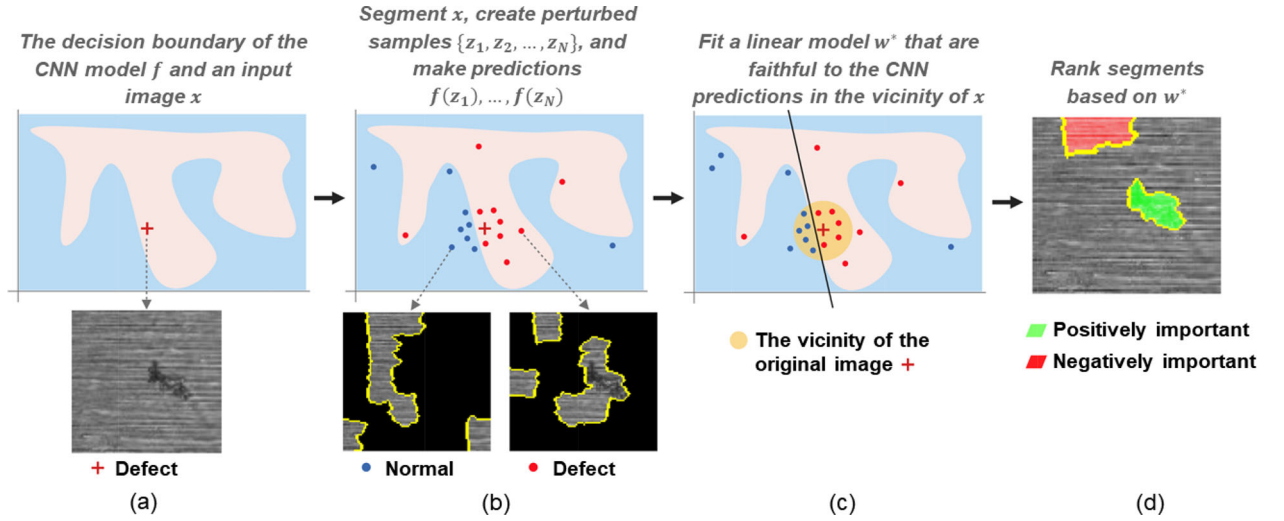 The decision boundary of the
CNN model f and an input
image x
Segment x, create perturbed
samples {z₁, z₂, ..., z_N}, and
make predictions
f(z₁), ..., f(z_N)
Fit a linear model w* that are
faithful to the CNN
predictions in the vicinity of x
Rank segments
based on w*
+ Defect
Normal
Defect
The vicinity of the
original image +
Positively important
Negatively important
(a)
(b)
(c)
(d)